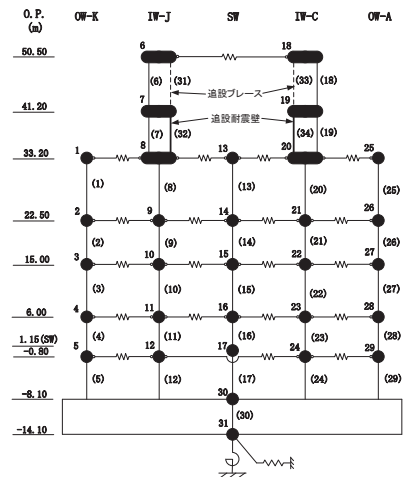 O.P. (m) OW-K IW-J SW IW-C OW-A
50.50 6 18
(6) (31) (33) (18)
追設ブレース
41.20 7 19
追設耐震壁
(7) (32) (34) (19)
33.20 1 8 13 20 25
(1) (8) (13) (20) (25)
22.50 2 9 14 21 26
(2) (9) (14) (21) (26)
15.00 3 10 15 22 27
(3) (10) (15) (22) (27)
6.00 4 11 16 23 28
(4) (11) (16) (23) (28)
1.15(SW) 17
-0.80 5 12 24 29
(5) (12) (17) (24) (29)
-8.10 30
(30)
-14.10 31